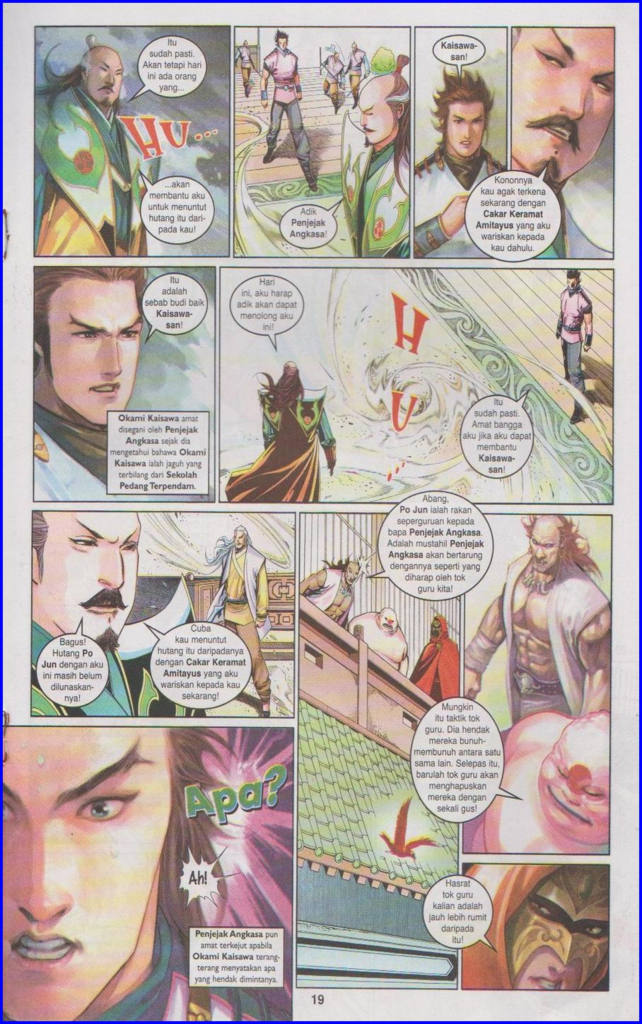 Itu
sudah pasti.
Akan tetapi hari
ini ada orang
yang...
HU...
...akan
membantu aku
untuk menuntut
hutang itu dari-
pada kau!
Adik
Penjejak
Angkasa!
Kaisawa-
san!
Kononnya
kau agak terkena
sekarang dengan
Cakar Keramat
Amitayus yang aku
wariskan kepada
kau dahulu.
Itu
adalah
sebab budi baik
Kaisawa-
san!
Okami Kaisawa amat
disegani oleh Penjejak
Angkasa sejak dia
mengetahui bahawa Okami
Kaisawa ialah jaguh yang
terbilang dari Sekolah
Pedang Terpendam.
Hari
ini, aku harap
adik akan dapat
menolong aku
ini!
HU...
Itu
sudah pasti.
Amat bangga
aku jika aku dapat
membantu
Kaisawa-
san!
Bagus!
Hutang Po
Jun dengan aku
ini masih belum
dilunaskan-
nya!
Cuba
kau menuntut
hutang itu daripadanya
dengan Cakar Keramat
Amitayus yang aku
wariskan kepada kau
sekarang!
Abang,
Po Jun ialah rakan
seperguruan kepada
bapa Penjejak Angkasa.
Adalah mustahil Penjejak
Angkasa akan bertarung
dengannya seperti yang
diharap oleh tok
guru kita!
Mungkin
itu taktik tok
guru. Dia hendak
mereka bunuh-
membunuh antara satu
sama lain. Selepas itu,
barulah tok guru akan
menghapuskan
mereka dengan
sekali gus!
Hasrat
tok guru
kalian adalah
jauh lebih rumit
daripada
itu!
Apa?
Ah!
Penjejak Angkasa pun
amat terkejut apabila
Okami Kaisawa terang-
terang menyatakan apa
yang hendak dimintanya.
19